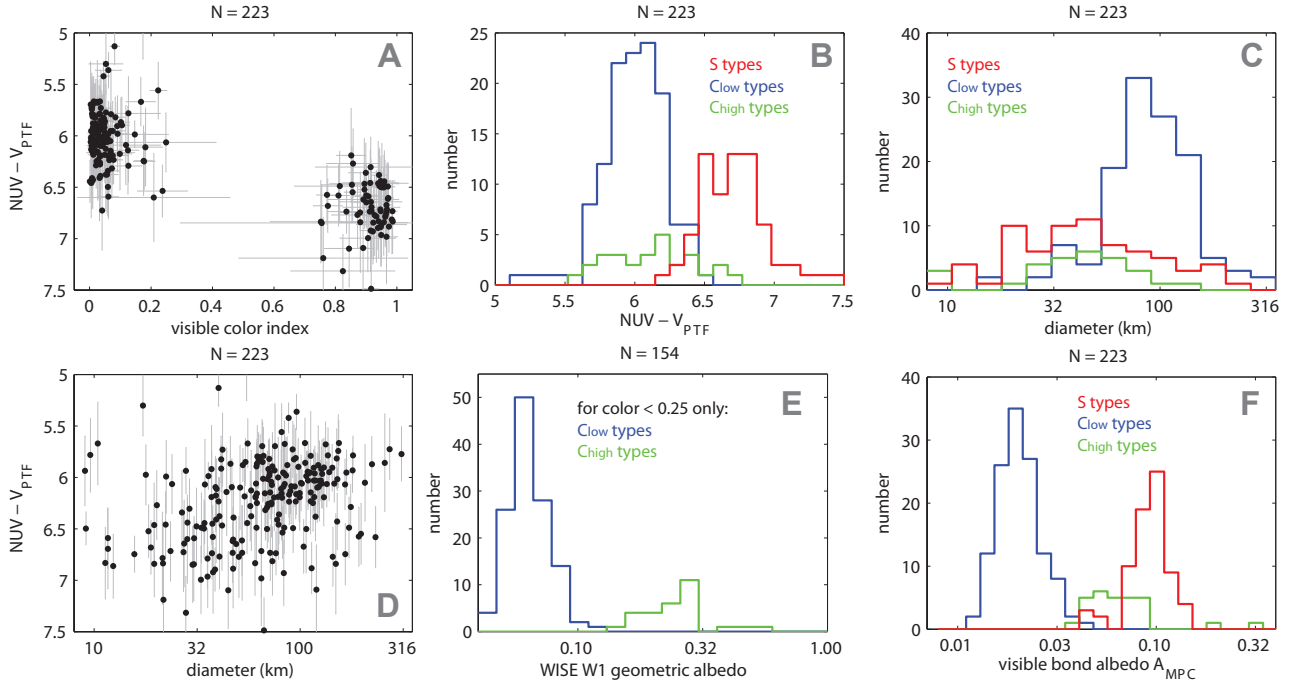 N = 223
A
5
5.5
6
6.5
7
7.5
NUV – V_PTF
0
0.2
0.4
0.6
0.8
1
visible color index
N = 223
B
S types
Clow types
Chigh types
25
20
15
10
5
0
number
5
5.5
6
6.5
7
7.5
NUV – V_PTF
N = 223
C
S types
Clow types
Chigh types
40
30
20
10
0
number
10
32
100
316
diameter (km)
N = 223
D
5
5.5
6
6.5
7
7.5
NUV – V_PTF
10
32
100
316
diameter (km)
N = 154
E
for color < 0.25 only:
Clow types
Chigh types
50
40
30
20
10
0
number
0.10
0.32
1.00
WISE W1 geometric albedo
N = 223
F
S types
Clow types
Chigh types
40
30
20
10
0
number
0.01
0.03
0.10
0.32
visible bond albedo A_MPC